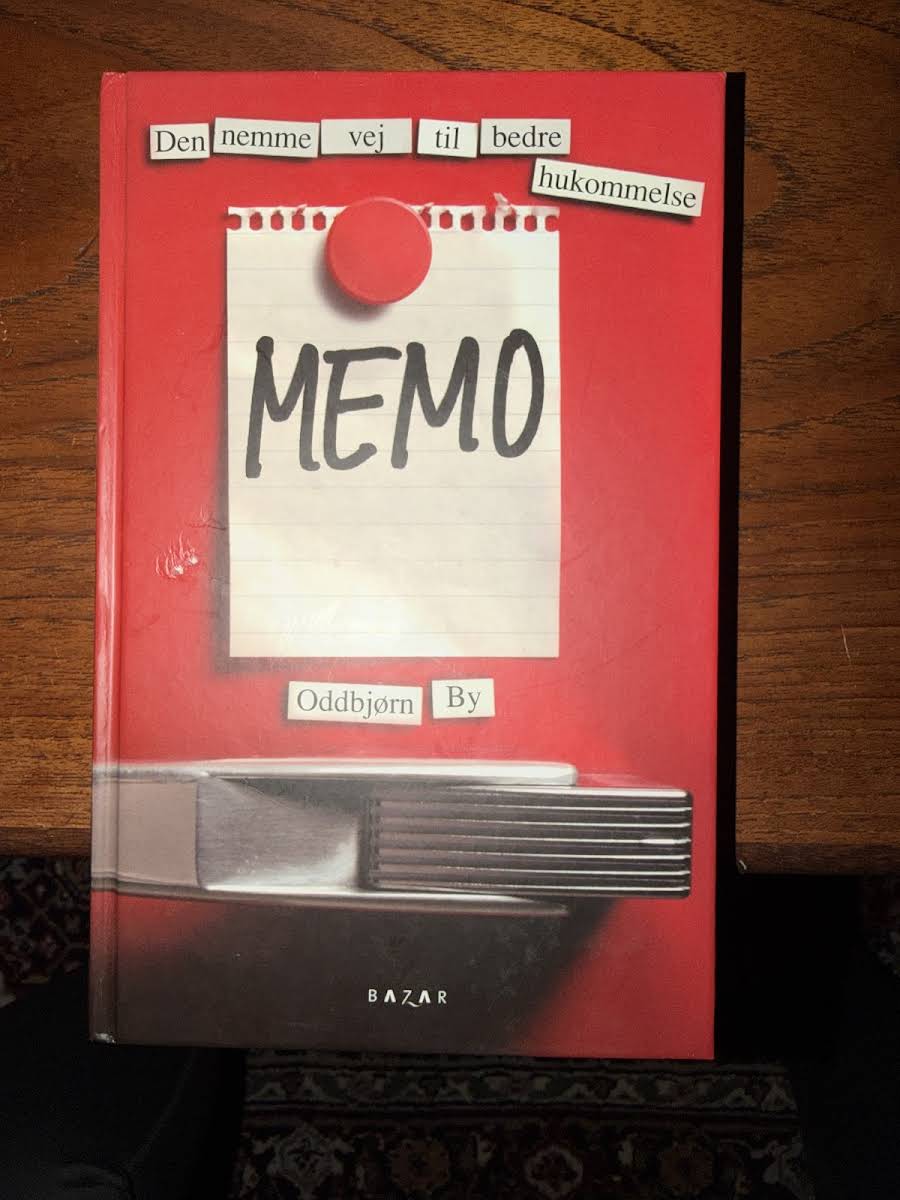 Den nemme vej til bedre
hukommelse
MEMO
Oddbjørn By
BAZAR